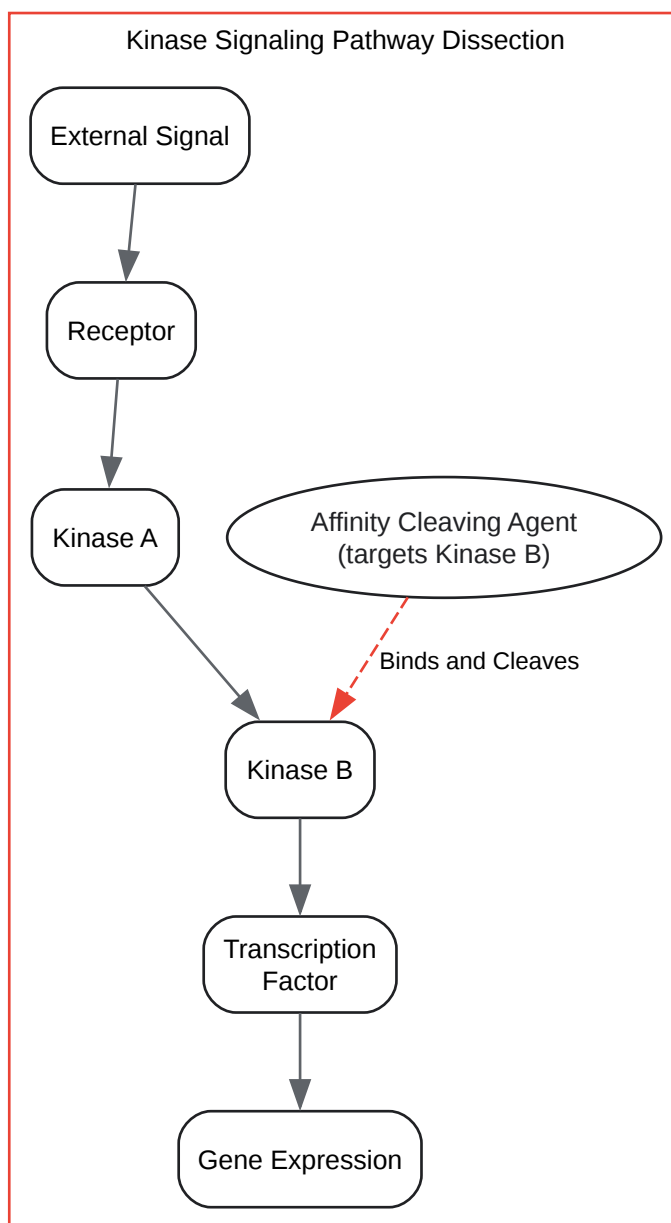 Kinase Signaling Pathway Dissection
External Signal
Receptor
Kinase A
Affinity Cleaving Agent
(targets Kinase B)
Binds and Cleaves
Kinase B
Transcription
Factor
Gene Expression